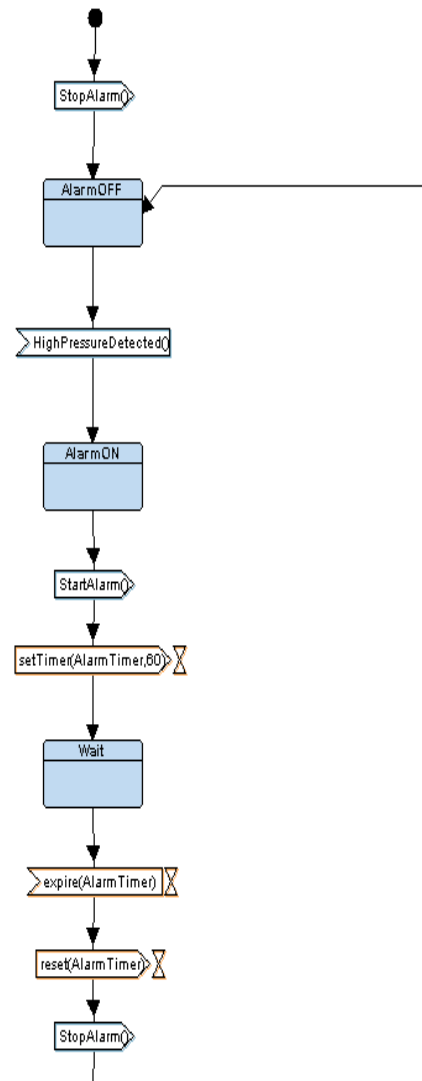 StopAlarm()
AlarmOFF
HighPressureDetected()
AlarmON
StartAlarm()
setTimer(AlarmTimer,60)
Wait
expire(AlarmTimer)
reset(AlarmTimer)
StopAlarm()